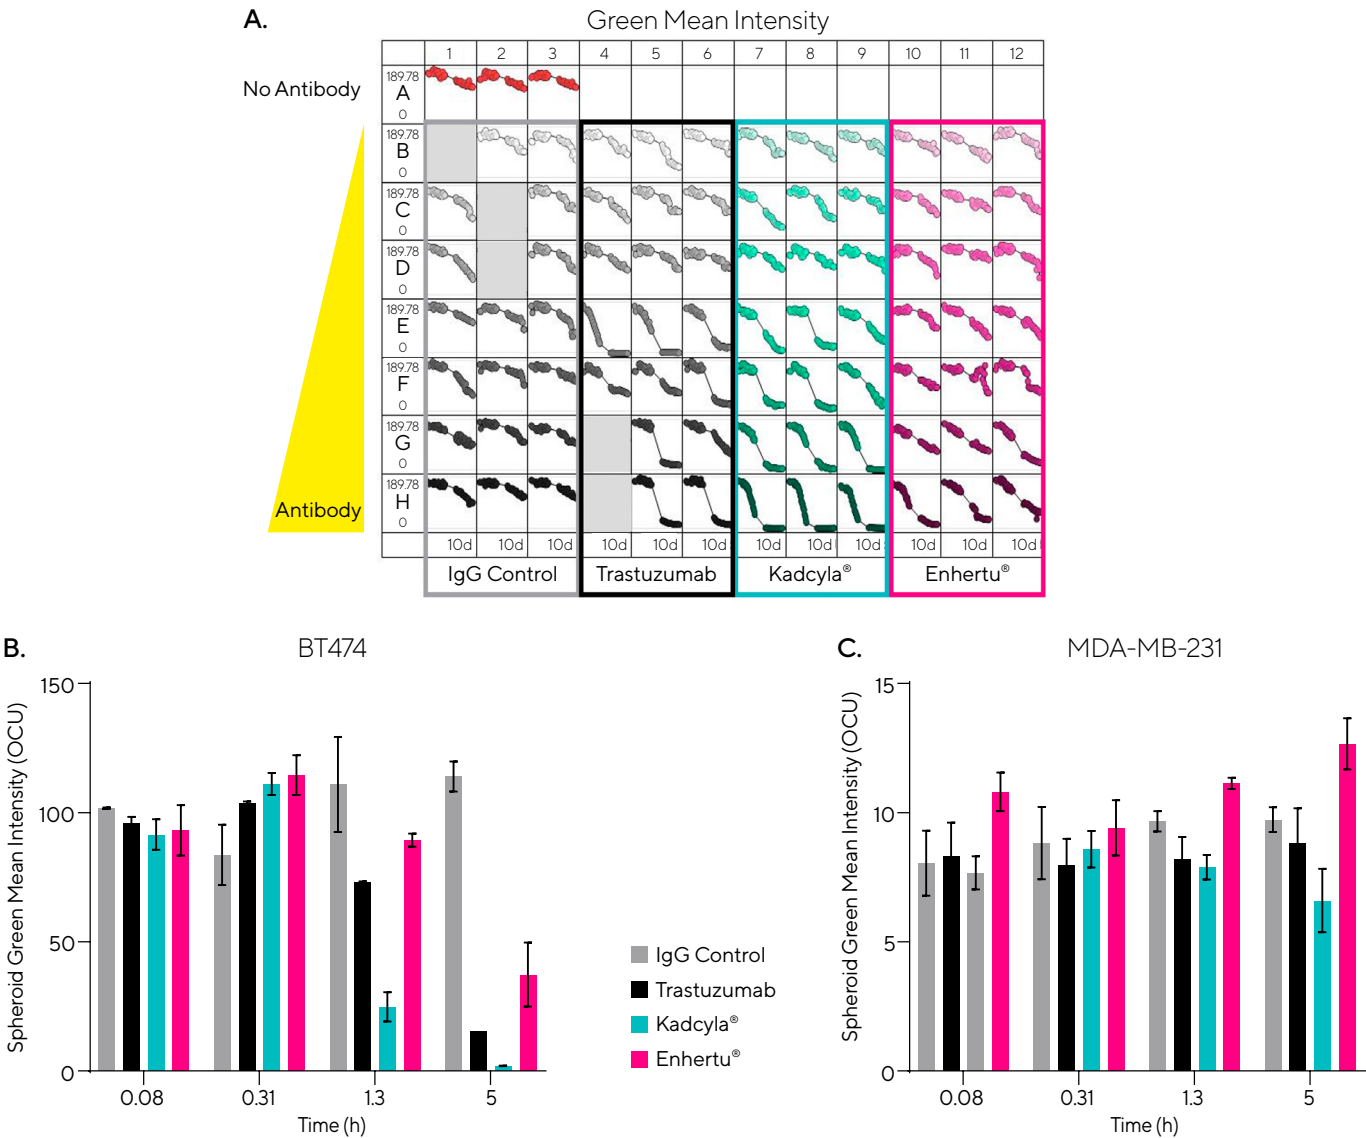 A.
Green Mean Intensity
1 2 3 4 5 6 7 8 9 10 11 12
No Antibody
189.78
A
0
189.78
B
0
189.78
C
0
189.78
D
0
189.78
E
0
189.78
F
0
189.78
G
0
189.78
H
0
Antibody
10d 10d 10d 10d 10d 10d 10d 10d 10d 10d 10d 10d
IgG Control Trastuzumab Kadcyla® Enhertu®
B.
BT474
Spheroid Green Mean Intensity (OCU)
150
100
50
0
0.08 0.31 1.3 5
Time (h)
IgG Control
Trastuzumab
Kadcyla®
Enhertu®
C.
MDA-MB-231
Spheroid Green Mean Intensity (OCU)
15
10
5
0
0.08 0.31 1.3 5
Time (h)